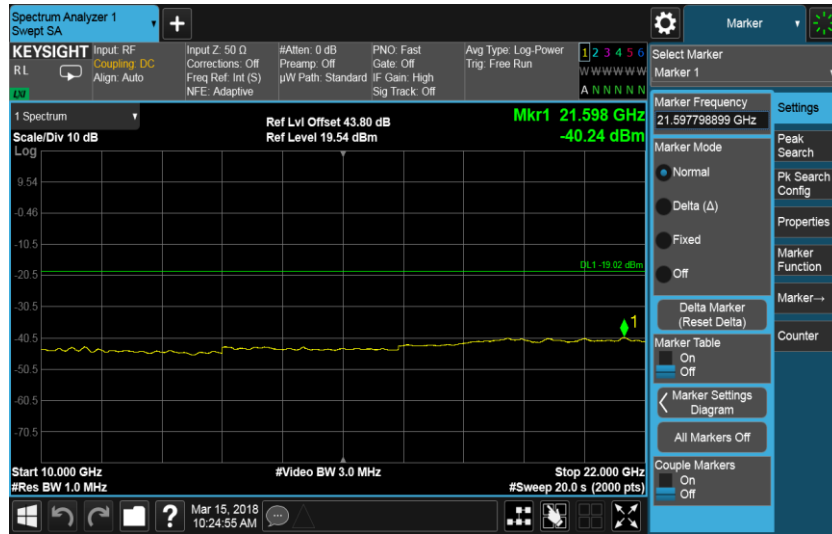 Spectrum Analyzer 1
Swept SA
Marker
KEYSIGHT
RL
LXI
Input: RF
Coupling: DC
Align: Auto
Input Z: 50 Ω
Corrections: Off
Freq Ref: Int (S)
NFE: Adaptive
#Atten: 0 dB
Preamp: Off
µW Path: Standard
PNO: Fast
Gate: Off
IF Gain: High
Sig Track: Off
Avg Type: Log-Power
Trig: Free Run
1 2 3 4 5 6
W W W W W W
A N N N N N
Select Marker
Marker 1
1 Spectrum
Scale/Div 10 dB
Log
Ref Lvl Offset 43.80 dB
Ref Level 19.54 dBm
Mkr1 21.598 GHz
-40.24 dBm
9.54
-0.46
-10.5
-20.5
-30.5
-40.5
-50.5
-60.5
-70.5
DL1 -19.02 dBm
1
Start 10.000 GHz
#Res BW 1.0 MHz
#Video BW 3.0 MHz
Stop 22.000 GHz
#Sweep 20.0 s (2000 pts)
Marker Frequency
21.597798899 GHz
Marker Mode
Normal
Delta (Δ)
Fixed
Off
Delta Marker
(Reset Delta)
Marker Table
On
Off
Marker Settings
Diagram
All Markers Off
Couple Markers
On
Off
Settings
Peak
Search
Pk Search
Config
Properties
Marker
Function
Marker→
Counter
?
Mar 15, 2018
10:24:55 AM